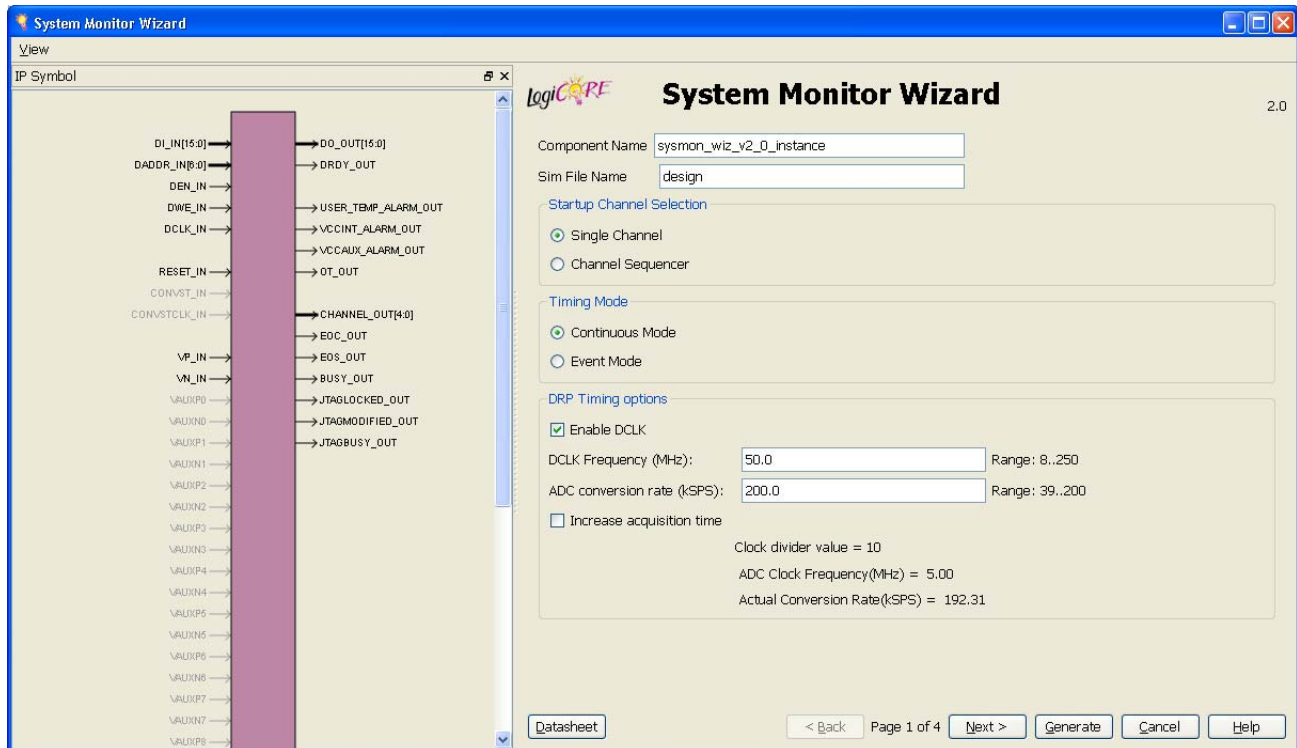 System Monitor Wizard
View
IP Symbol
DI_IN[15:0]
DADDR_IN[6:0]
DEN_IN
DWE_IN
DCLK_IN
RESET_IN
CONVST_IN
CONVSTCLK_IN
VP_IN
VN_IN
VAUXP0
VAUXN0
VAUXP1
VAUXN1
VAUXP2
VAUXN2
VAUXP3
VAUXN3
VAUXP4
VAUXN4
VAUXP5
VAUXN5
VAUXP6
VAUXN6
VAUXP7
VAUXN7
VAUXP8
DO_OUT[15:0]
DRDY_OUT
USER_TEMP_ALARM_OUT
VCCINT_ALARM_OUT
VCCAUX_ALARM_OUT
OT_OUT
CHANNEL_OUT[4:0]
EOC_OUT
EOS_OUT
BUSY_OUT
JTAGLOCKED_OUT
JTAGMODIFIED_OUT
JTAGBUSY_OUT
LogiCORE
System Monitor Wizard
2.0
Component Name sysmon_wiz_v2_0_instance
Sim File Name design
Startup Channel Selection
Single Channel
Channel Sequencer
Timing Mode
Continuous Mode
Event Mode
DRP Timing options
Enable DCLK
DCLK Frequency (MHz): 50.0 Range: 8..250
ADC conversion rate (kSPS): 200.0 Range: 39..200
Increase acquisition time
Clock divider value = 10
ADC Clock Frequency(MHz) = 5.00
Actual Conversion Rate(kSPS) = 192.31
Datasheet < Back Page 1 of 4 Next > Generate Cancel Help